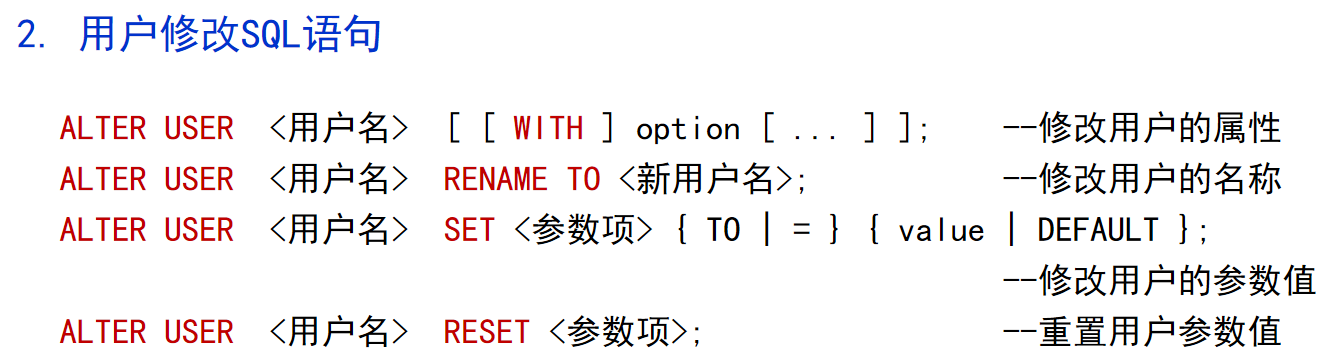 2. 用户修改SQL语句
ALTER USER <用户名> [ [ WITH ] option [ ... ] ]; --修改用户的属性
ALTER USER <用户名> RENAME TO <新用户名>; --修改用户的名称
ALTER USER <用户名> SET <参数项> { TO | = } { value | DEFAULT };
--修改用户的参数值
ALTER USER <用户名> RESET <参数项>; --重置用户参数值